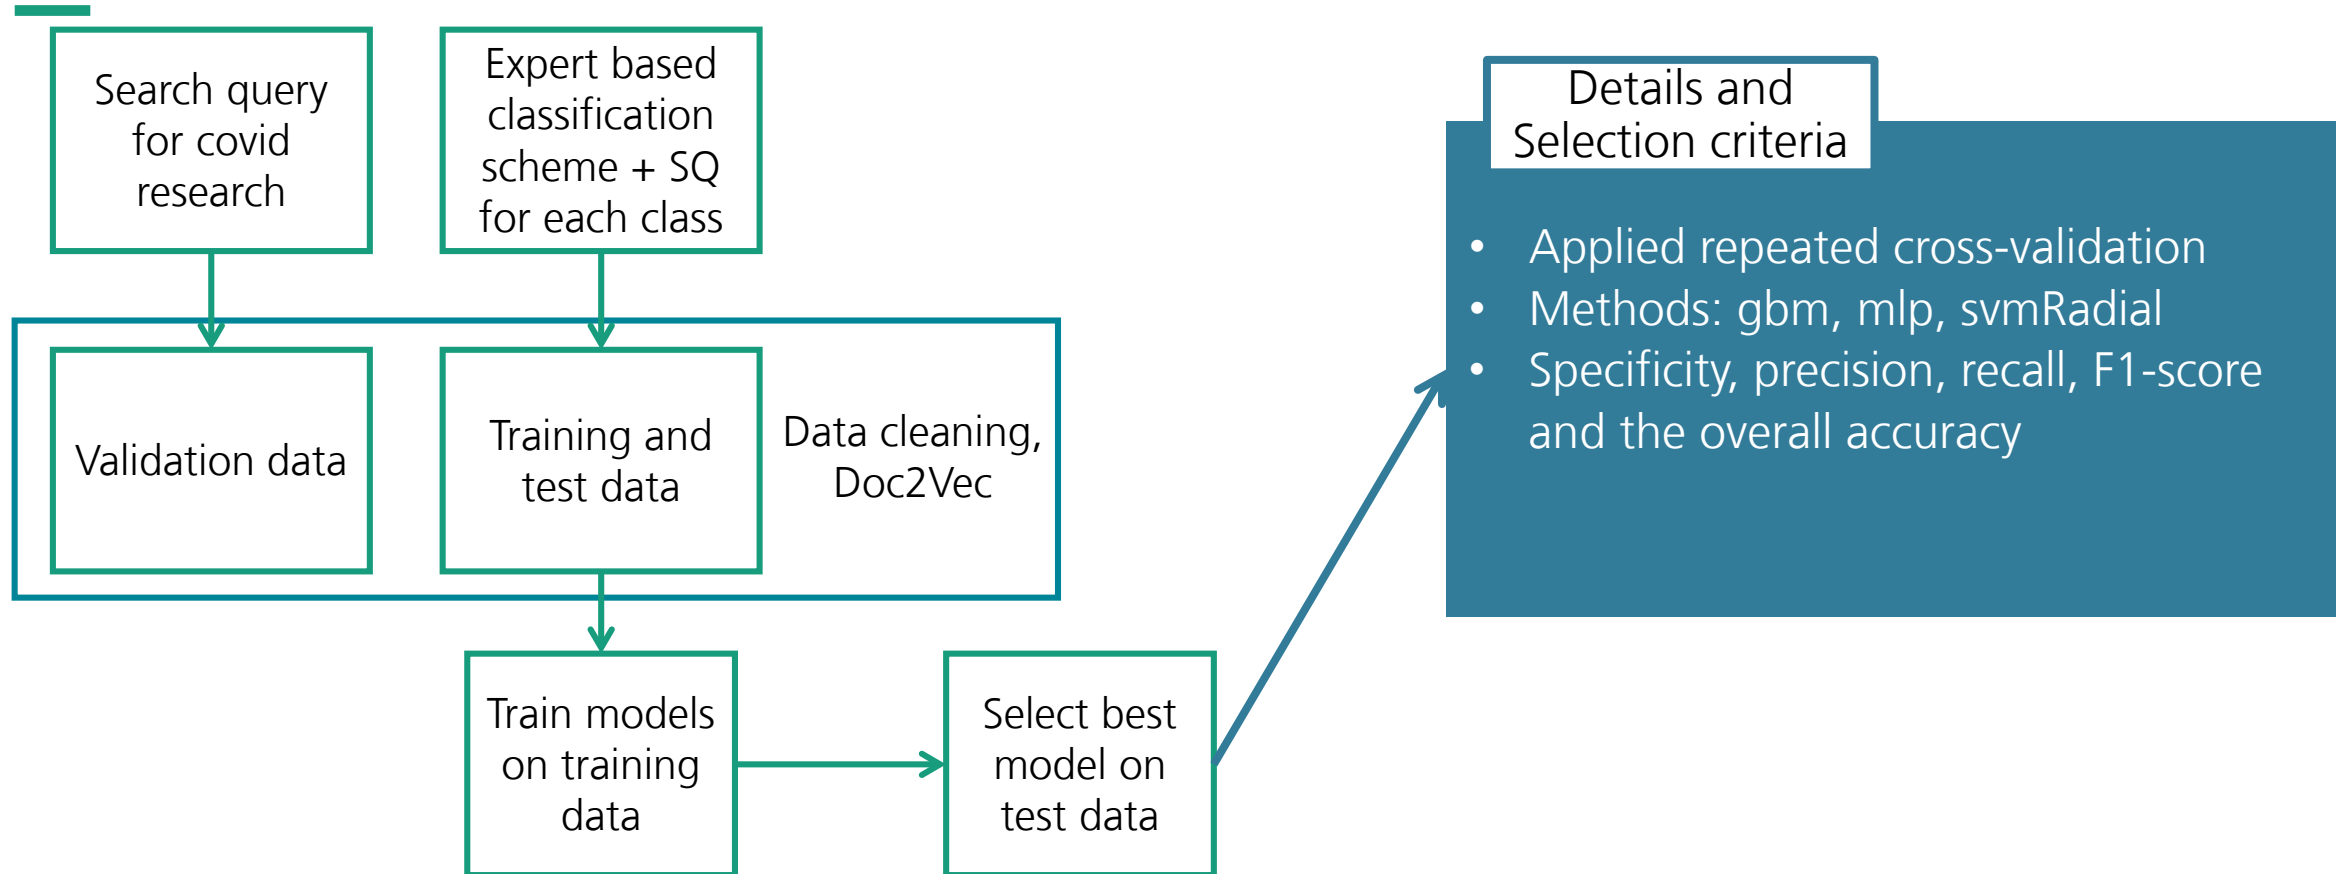 Search query
for covid
research
Expert based
classification
scheme + SQ
for each class
Validation data
Training and
test data
Data cleaning,
Doc2Vec
Train models
on training
data
Select best
model on
test data
Details and
Selection criteria
• Applied repeated cross-validation
• Methods: gbm, mlp, svmRadial
• Specificity, precision, recall, F1-score
and the overall accuracy